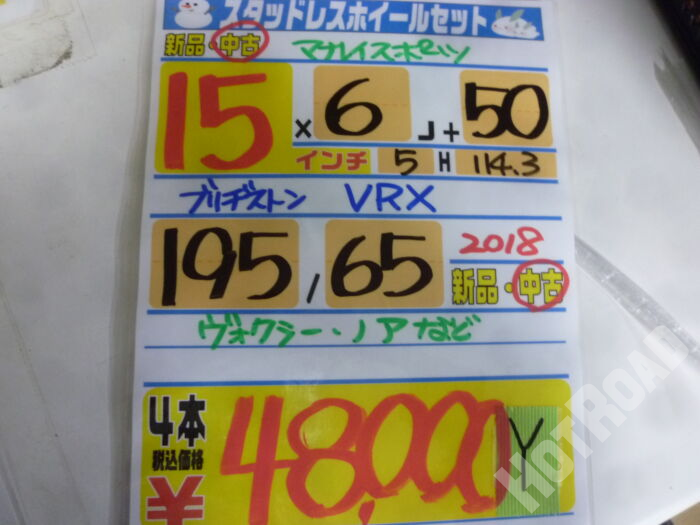 スタッドレスホイールセット
新品・中古 マナレイスポーツ
15 x 6 J + 50
インチ 5 H 114.3
ブリヂストン VRX
195 / 65 2018
新品・中古
ヴォクシー・ノアなど
4本
税込価格
¥48,000 Y
HOTROAD